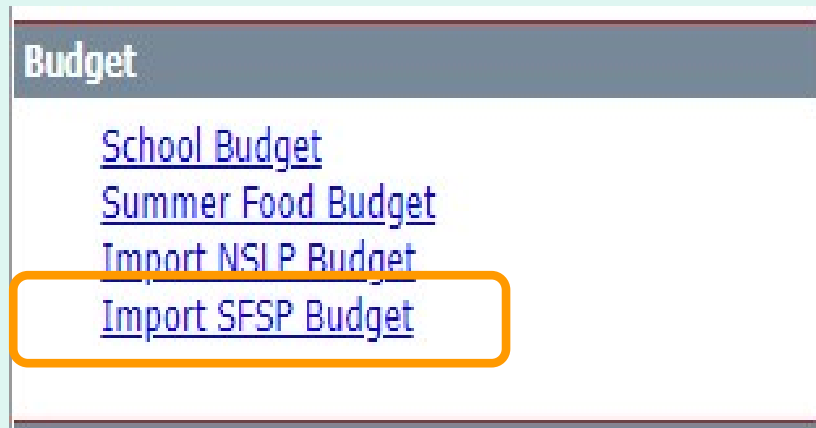 Budget
School Budget
Summer Food Budget
Import NSLP Budget
Import SFSP Budget